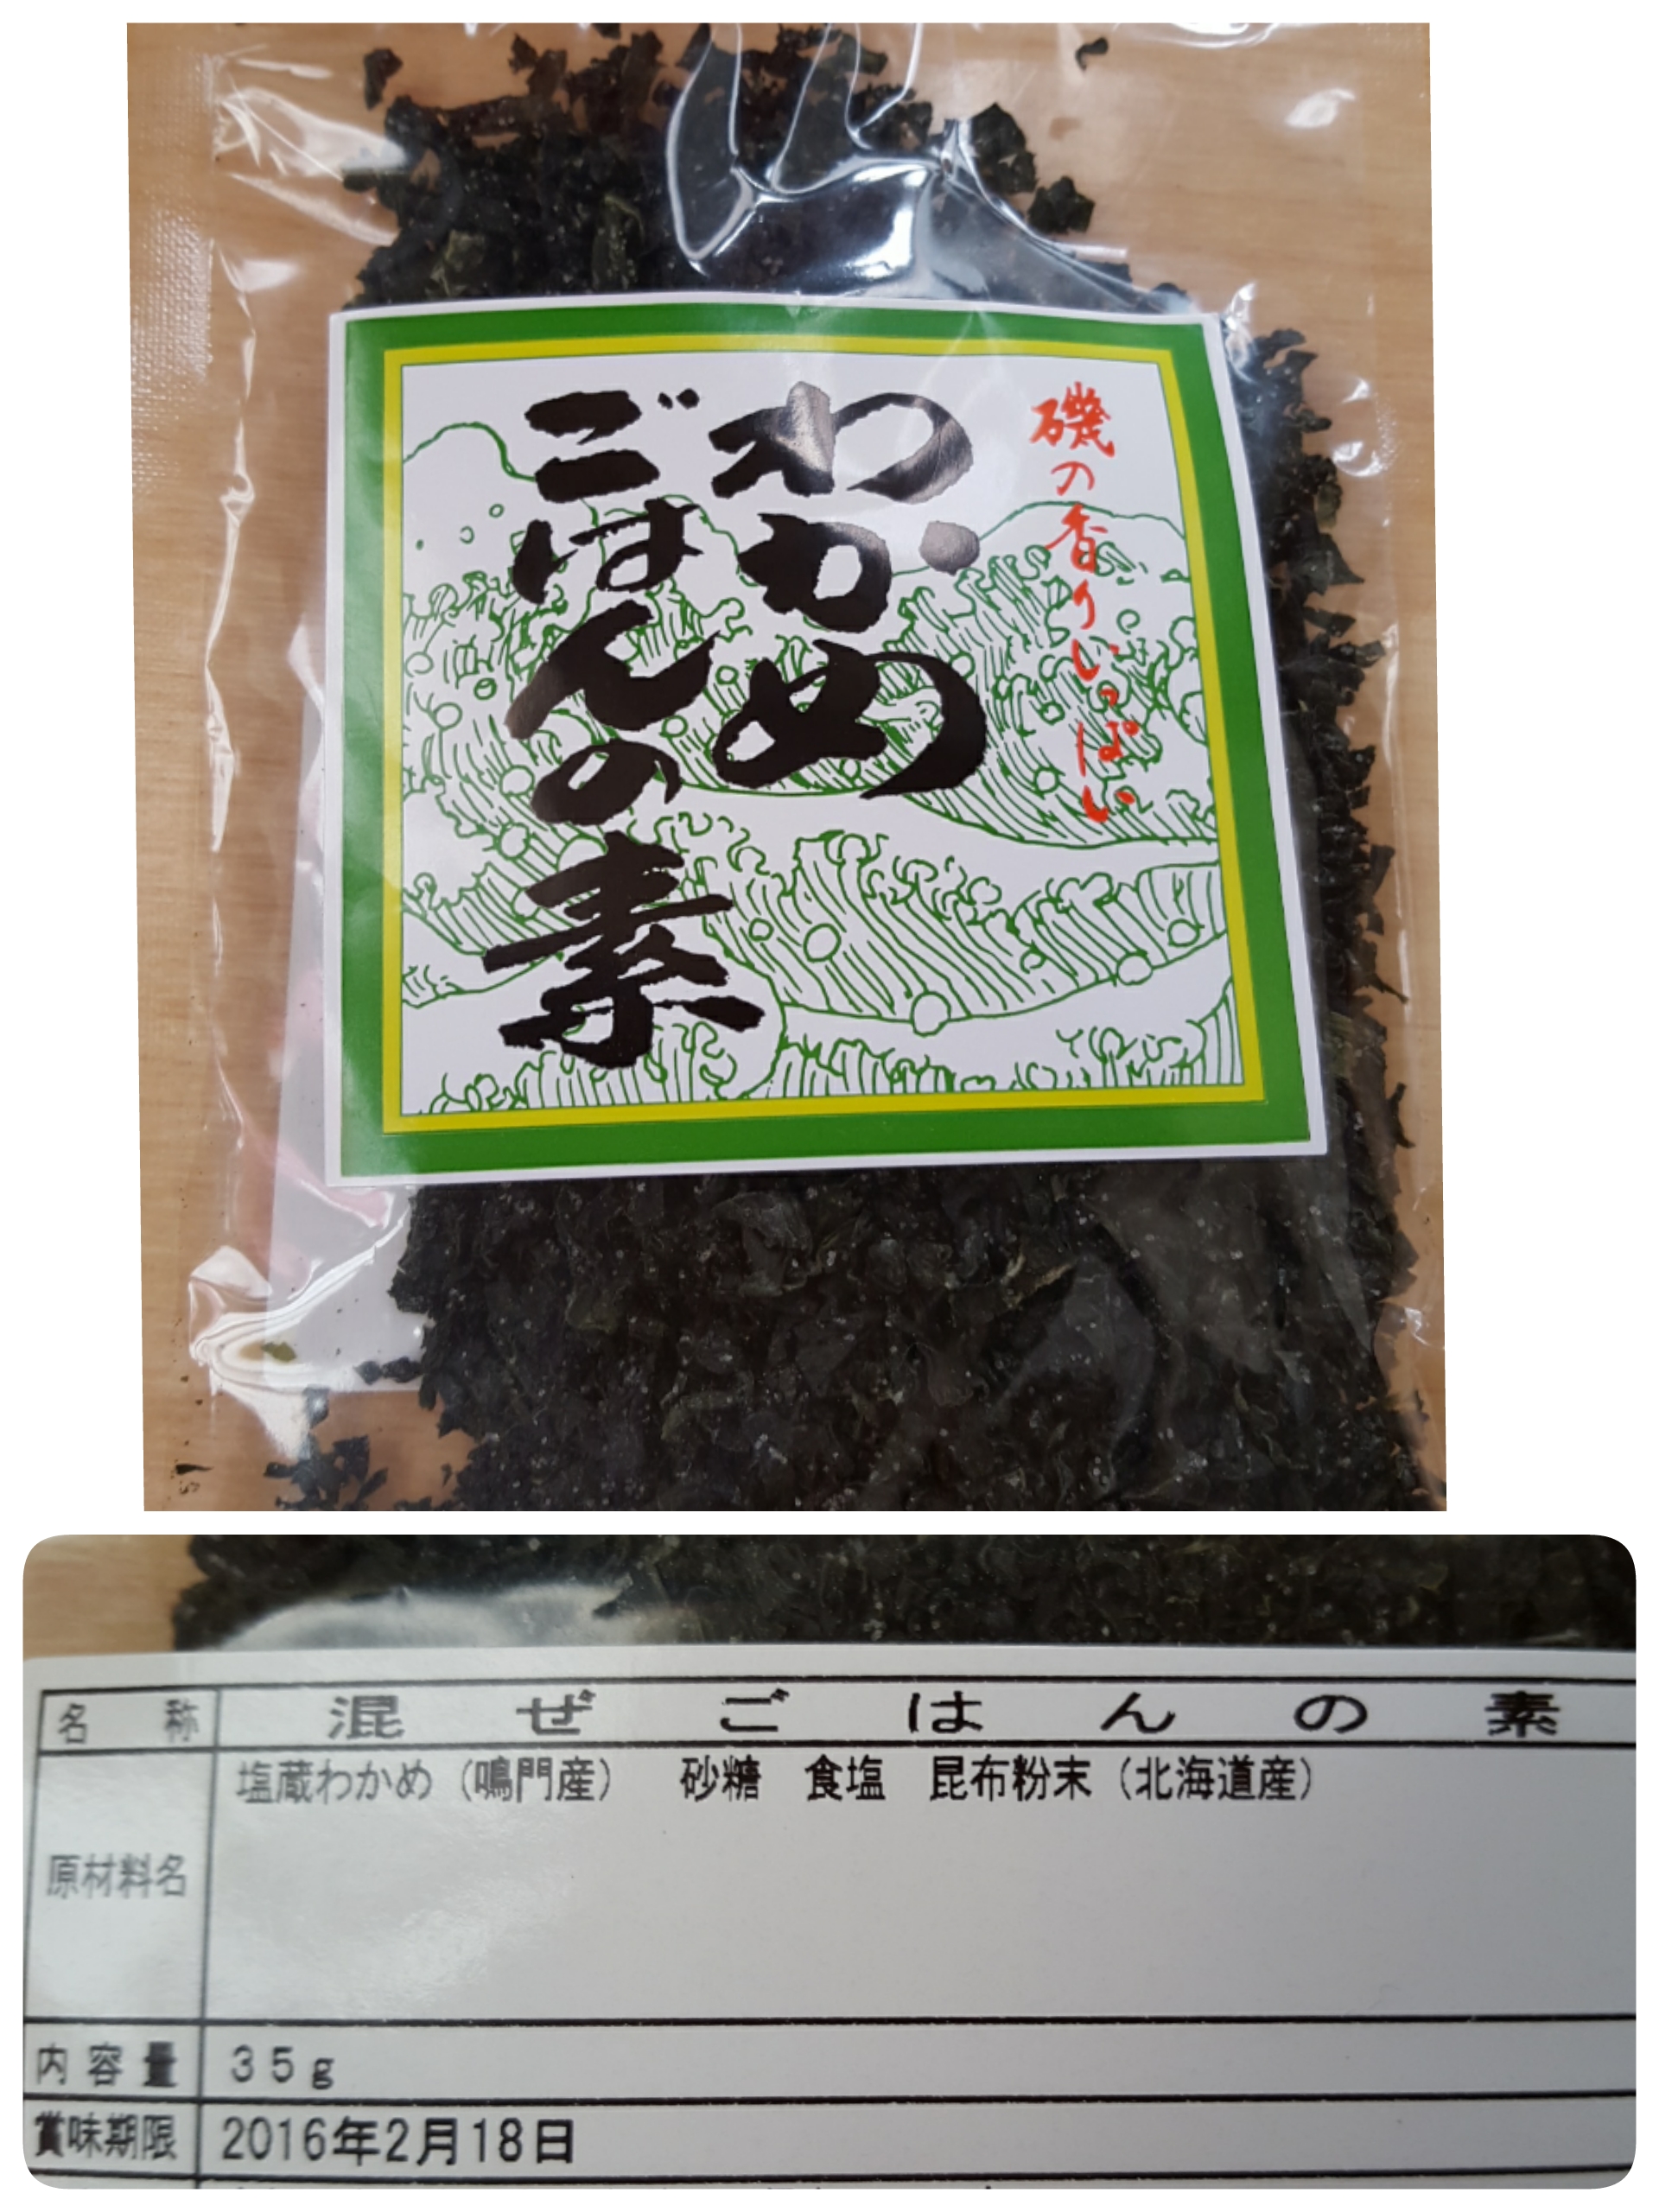 磯の香りいっぱい
わかめ
ごはんの素
名称 混ぜごはんの素
原材料名 塩蔵わかめ（鳴門産） 砂糖 食塩 昆布粉末（北海道産）
内容量 35g
賞味期限 2016年2月18日